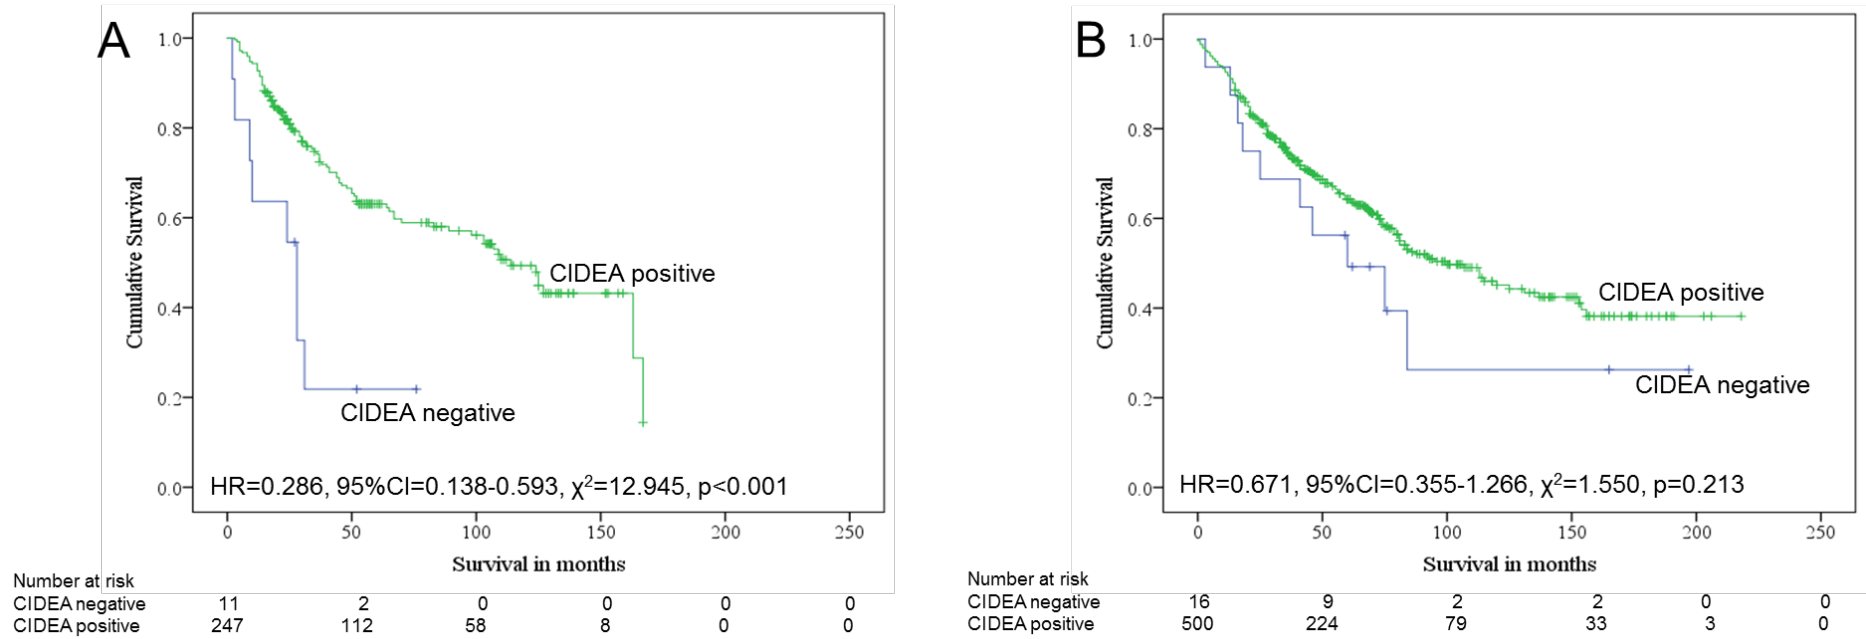 A
1.0
0.8
0.6
0.4
0.2
0.0
Cumulative Survival
CIDEA positive
CIDEA negative
HR=0.286, 95%CI=0.138-0.593, χ²=12.945, p<0.001
0 50 100 150 200 250
Survival in months
Number at risk
CIDEA negative 11 2 0 0 0 0
CIDEA positive 247 112 58 8 0 0
B
1.0
0.8
0.6
0.4
0.2
0.0
Cumulative Survival
CIDEA positive
CIDEA negative
HR=0.671, 95%CI=0.355-1.266, χ²=1.550, p=0.213
0 50 100 150 200 250
Survival in months
Number at risk
CIDEA negative 16 9 2 2 0 0
CIDEA positive 500 224 79 33 3 0